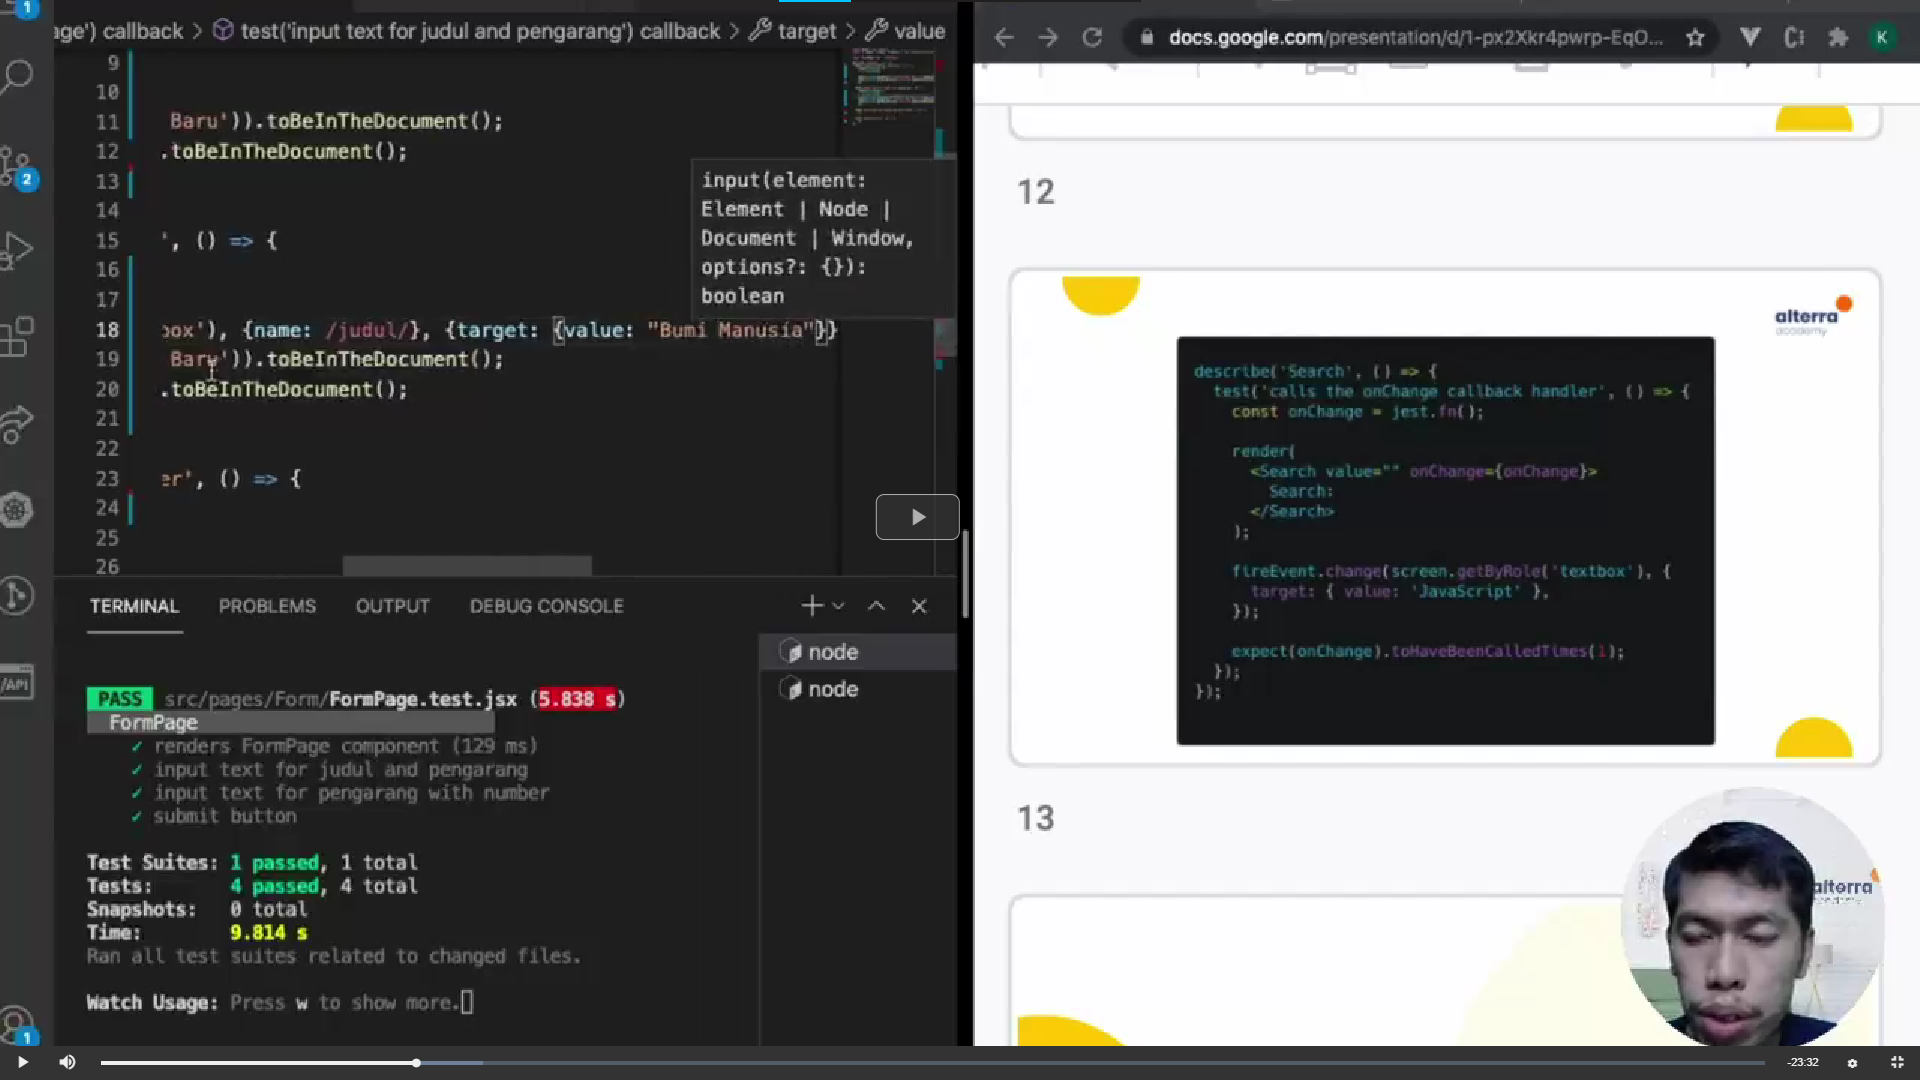 age') callback > test('input text for judul and pengarang') callback > target > value
9
10
11 Baru')).toBeInTheDocument();
12 .toBeInTheDocument();
13
14
15 ', () => {
16
17
18 box'), {name: /judul/}, {target: {value: "Bumi Manusia"}}
19 Baru')).toBeInTheDocument();
20 .toBeInTheDocument();
21
22
23 er', () => {
24
25
26
input(element:
Element | Node |
Document | Window,
options?: {}):
boolean
1
2
/API
1
TERMINAL PROBLEMS OUTPUT DEBUG CONSOLE
node
node
PASS src/pages/Form/FormPage.test.jsx (5.838 s)
FormPage
✓ renders FormPage component (129 ms)
✓ input text for judul and pengarang
✓ input text for pengarang with number
✓ submit button
Test Suites: 1 passed, 1 total
Tests: 4 passed, 4 total
Snapshots: 0 total
Time: 9.814 s
Ran all test suites related to changed files.
Watch Usage: Press w to show more.
docs.google.com/presentation/d/1-px2Xkr4pwrp-EqO...
K
12
alterra
academy
describe('Search', () => {
test('calls the onChange callback handler', () => {
const onChange = jest.fn();
render(
<Search value="" onChange={onChange}>
Search:
</Search>
);
fireEvent.change(screen.getByRole('textbox'), {
target: { value: 'JavaScript' },
});
expect(onChange).toHaveBeenCalledTimes(1);
});
});
13
alterra
academy
-23:32